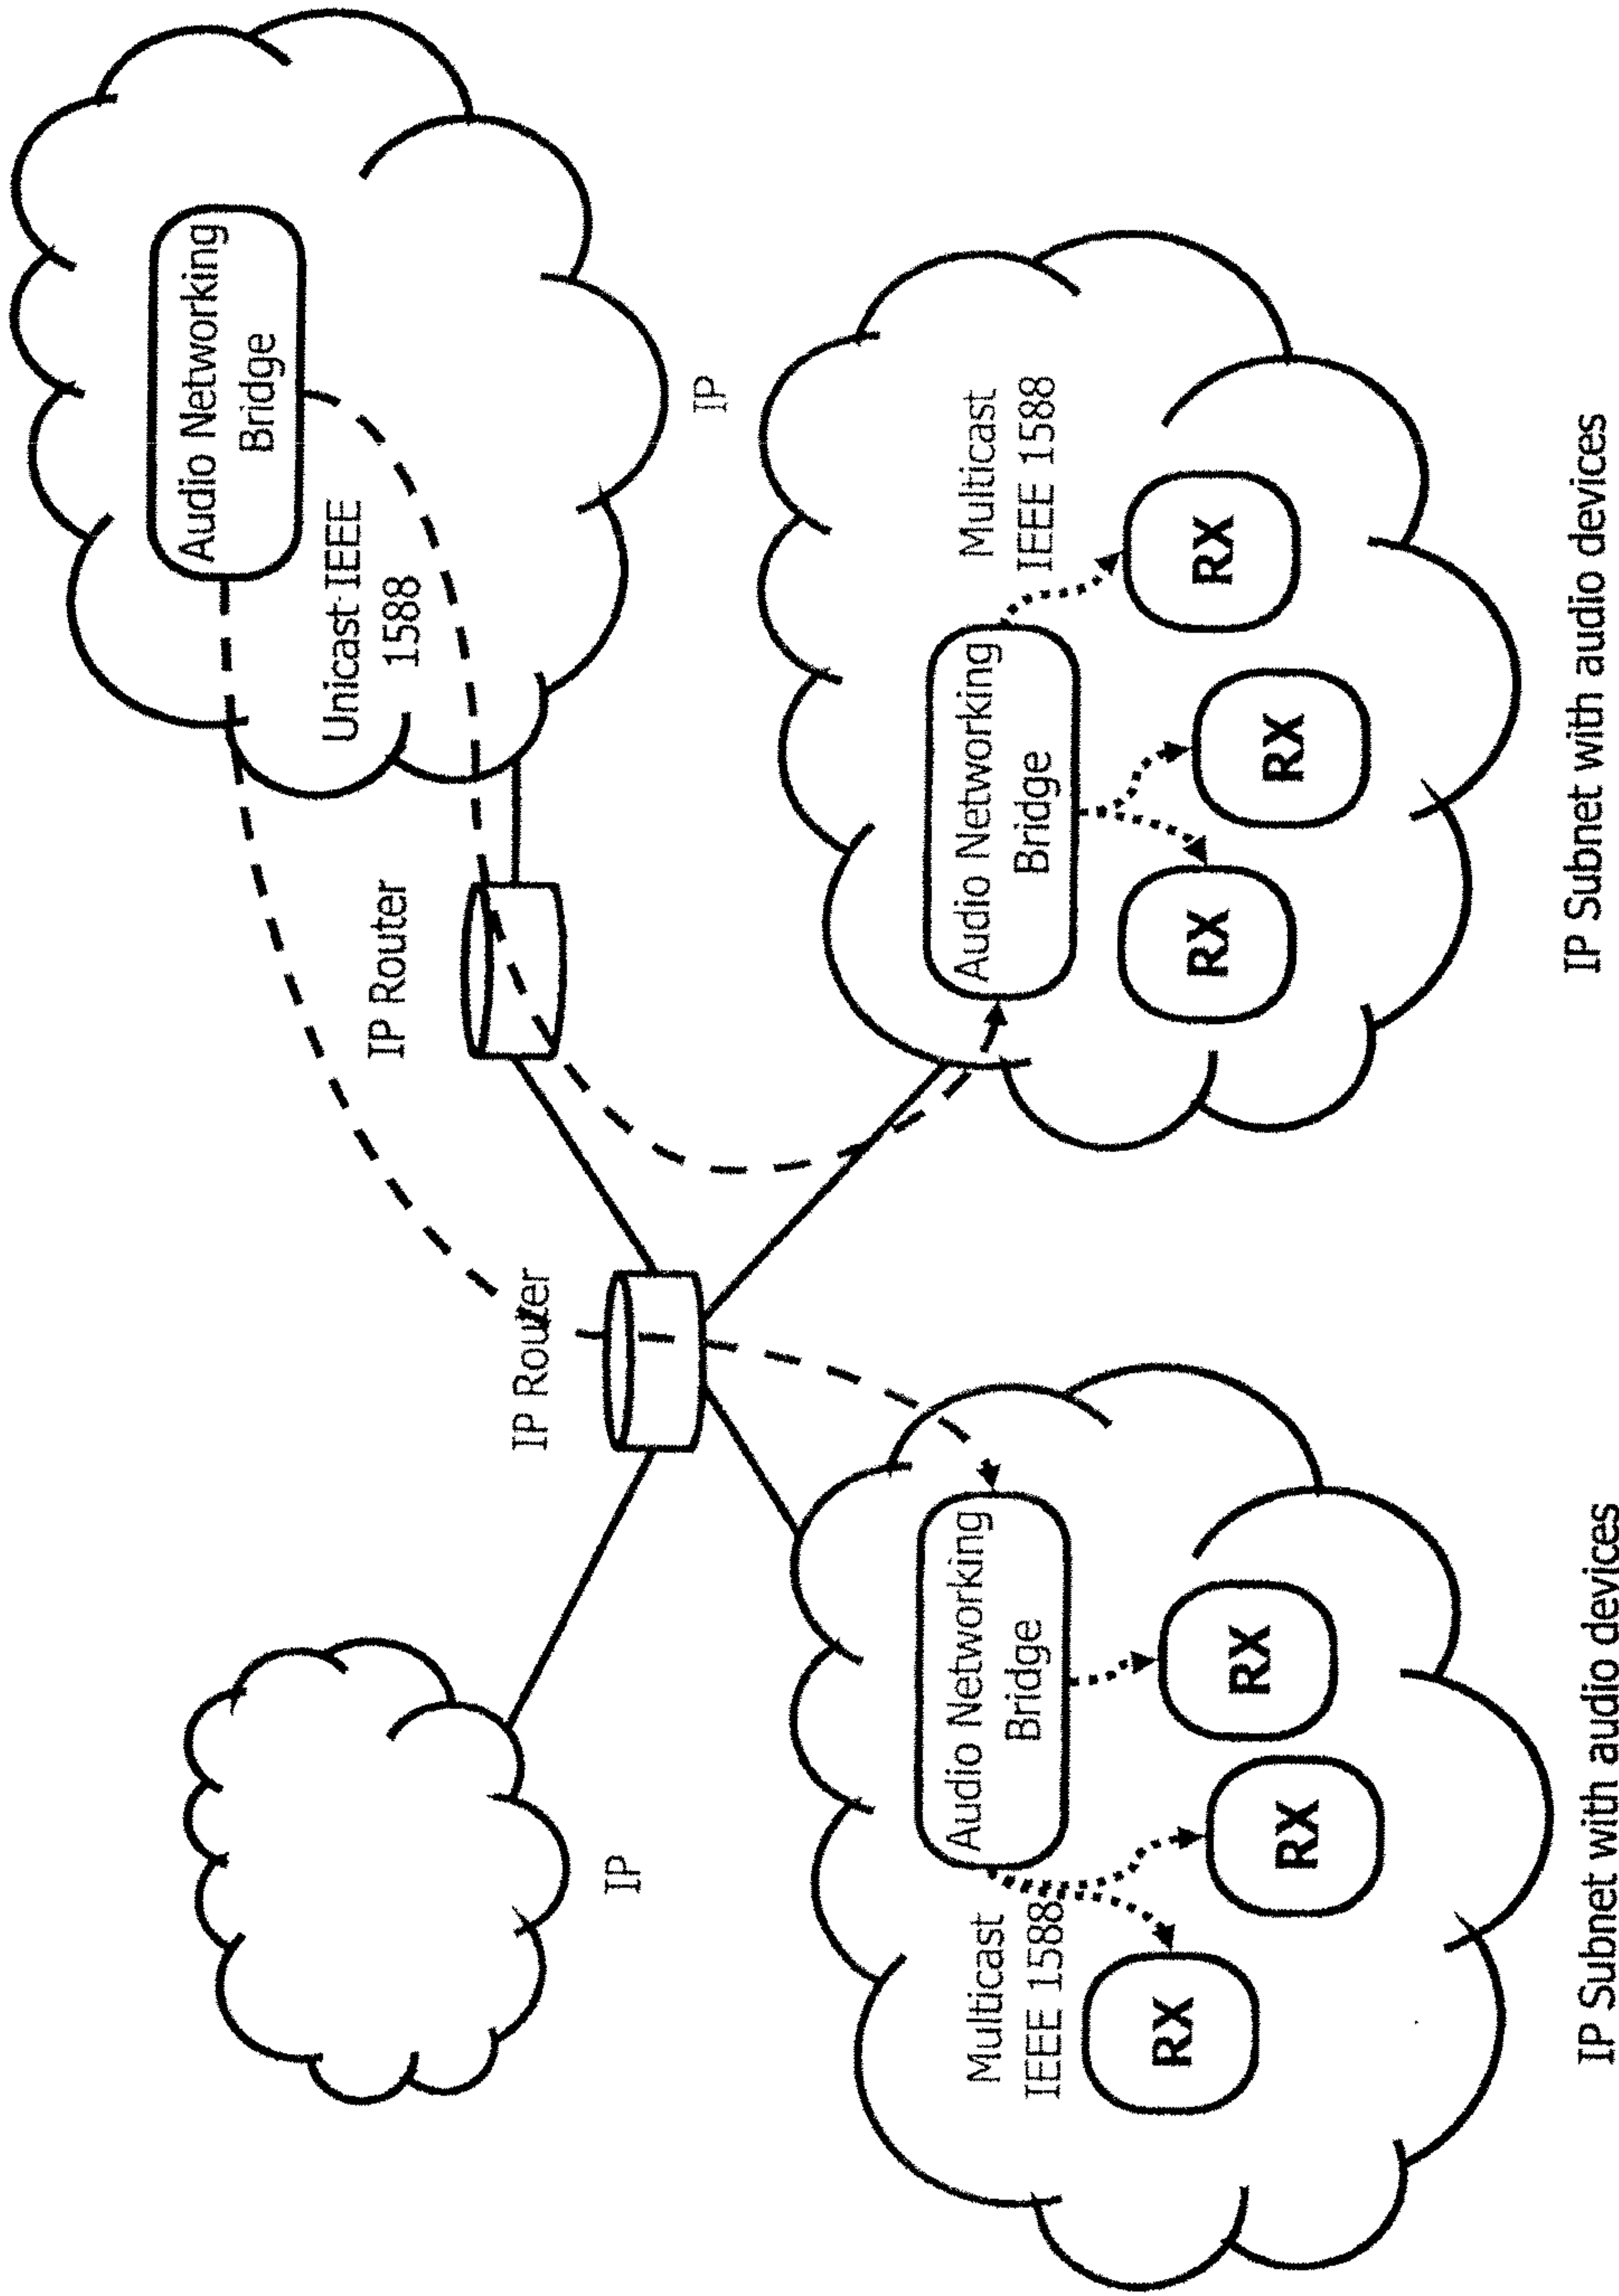 Audio Networking
Bridge
Unicast IEEE
1588
IP Router
IP Router
IP
IP
Audio Networking
Bridge
Multicast
IEEE 1588
RX
RX
RX
IP Subnet with audio devices
Audio Networking
Bridge
Multicast
IEEE 1588
RX
RX
RX
IP Subnet with audio devices